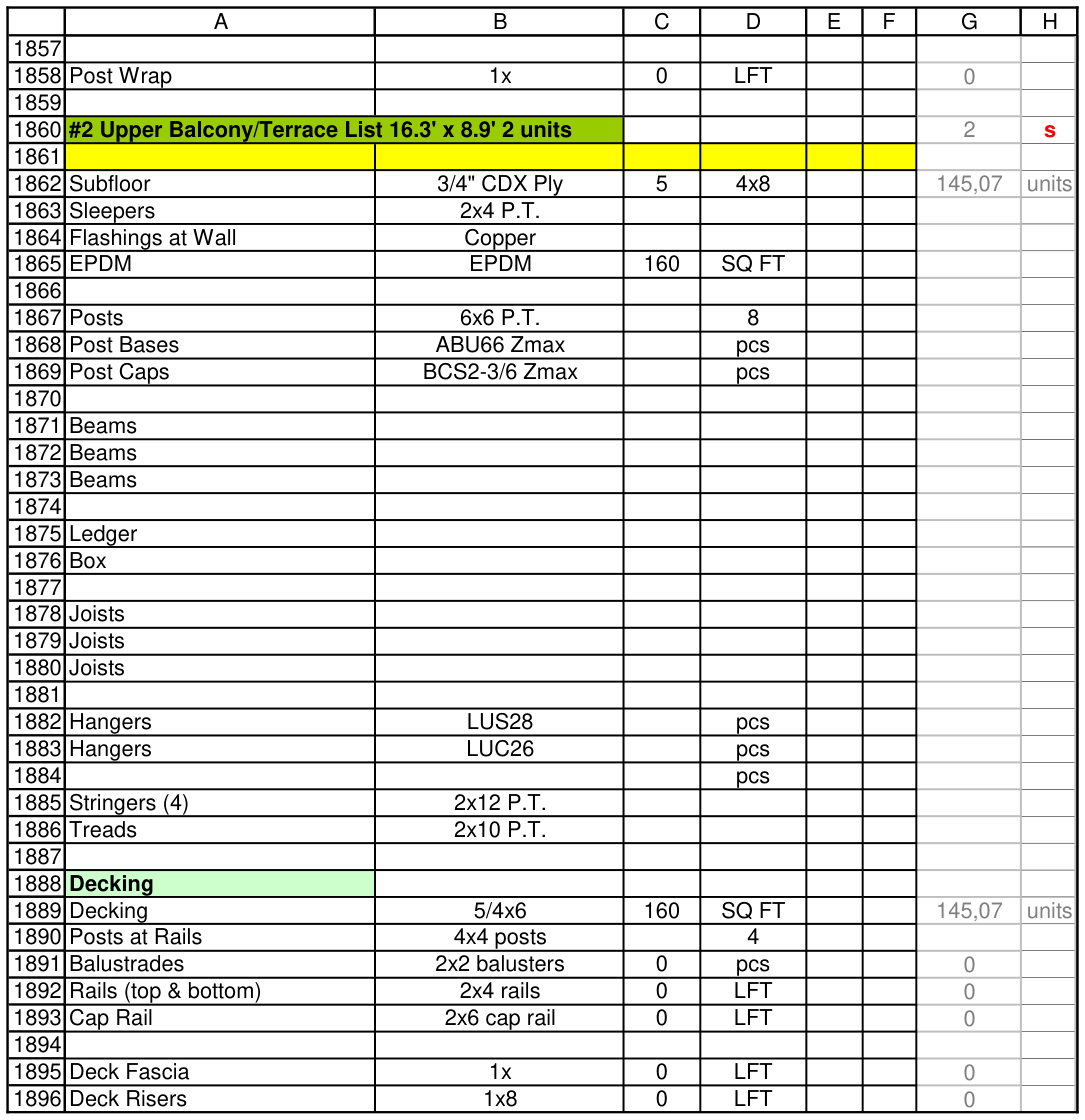 A B C D E F G H
1857
1858 Post Wrap 1x 0 LFT 0
1859
1860 #2 Upper Balcony/Terrace List 16.3' x 8.9' 2 units 2 s
1861
1862 Subfloor 3/4" CDX Ply 5 4x8 145,07 units
1863 Sleepers 2x4 P.T.
1864 Flashings at Wall Copper
1865 EPDM EPDM 160 SQ FT
1866
1867 Posts 6x6 P.T. 8
1868 Post Bases ABU66 Zmax pcs
1869 Post Caps BCS2-3/6 Zmax pcs
1870
1871 Beams
1872 Beams
1873 Beams
1874
1875 Ledger
1876 Box
1877
1878 Joists
1879 Joists
1880 Joists
1881
1882 Hangers LUS28 pcs
1883 Hangers LUC26 pcs
1884 pcs
1885 Stringers (4) 2x12 P.T.
1886 Treads 2x10 P.T.
1887
1888 Decking
1889 Decking 5/4x6 160 SQ FT 145,07 units
1890 Posts at Rails 4x4 posts 4
1891 Balustrades 2x2 balusters 0 pcs 0
1892 Rails (top & bottom) 2x4 rails 0 LFT 0
1893 Cap Rail 2x6 cap rail 0 LFT 0
1894
1895 Deck Fascia 1x 0 LFT 0
1896 Deck Risers 1x8 0 LFT 0